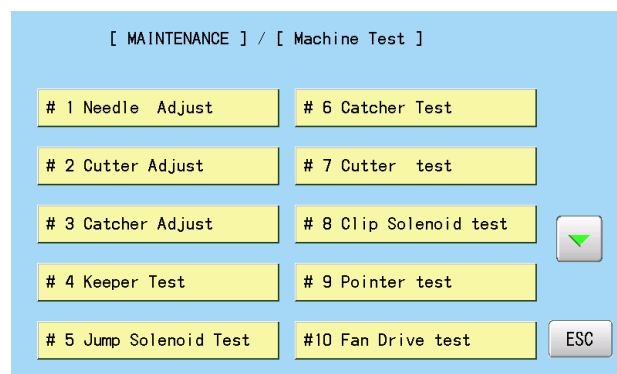 [ MAINTENANCE ] / [ Machine Test ]
# 1 Needle Adjust
# 2 Cutter Adjust
# 3 Catcher Adjust
# 4 Keeper Test
# 5 Jump Solenoid Test
# 6 Catcher Test
# 7 Cutter test
# 8 Clip Solenoid test
# 9 Pointer test
#10 Fan Drive test
ESC